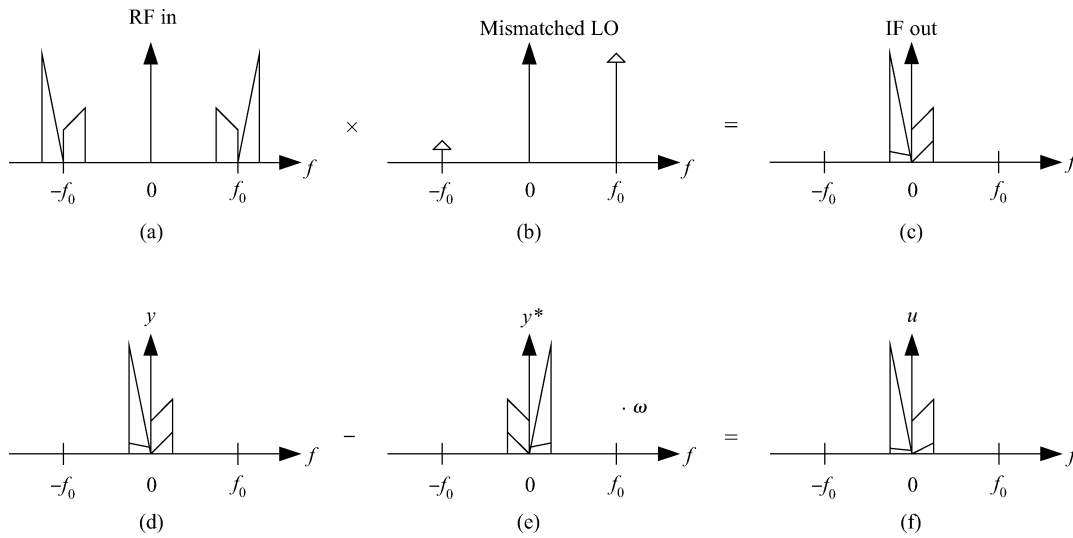 RF in
Mismatched LO
IF out
× =
f f f
–f₀ 0 f₀ –f₀ 0 f₀ –f₀ 0 f₀
(a) (b) (c)
y y* u
· ω
– =
f f f
–f₀ 0 f₀ –f₀ 0 f₀ –f₀ 0 f₀
(d) (e) (f)